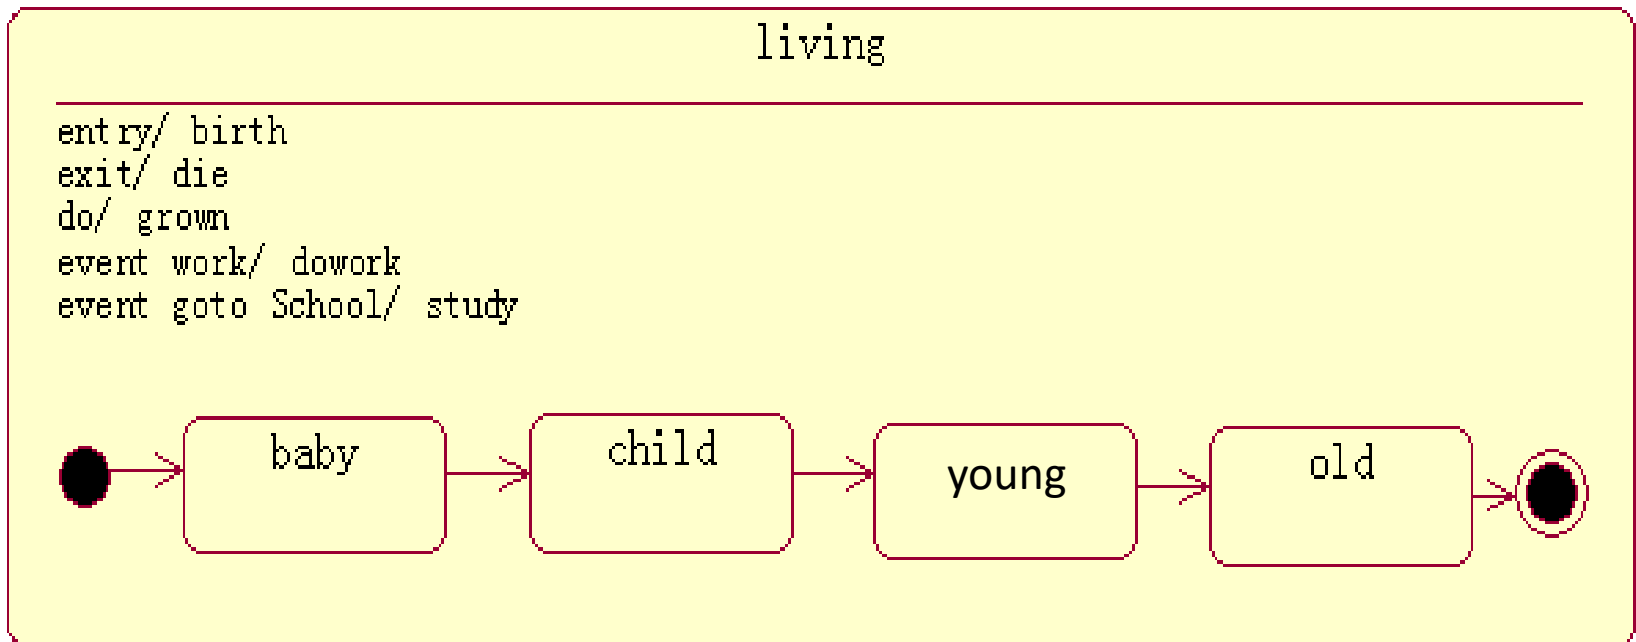 living
entry/ birth
exit/ die
do/ grown
event work/ dowork
event goto School/ study
baby
child
young
old